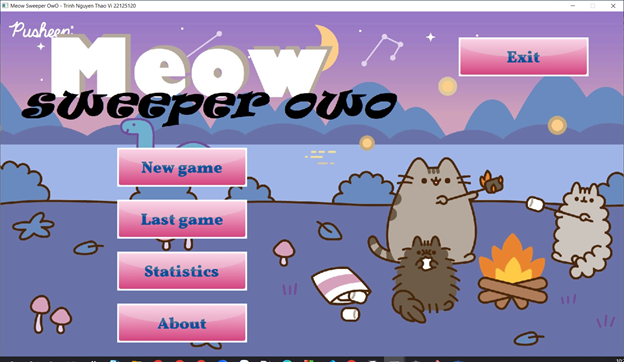 Meow Sweeper OwO - Trinh Nguyen Thao Vi 22125120
Pusheen
Meow
sweeper owo
Exit
New game
Last game
Statistics
About